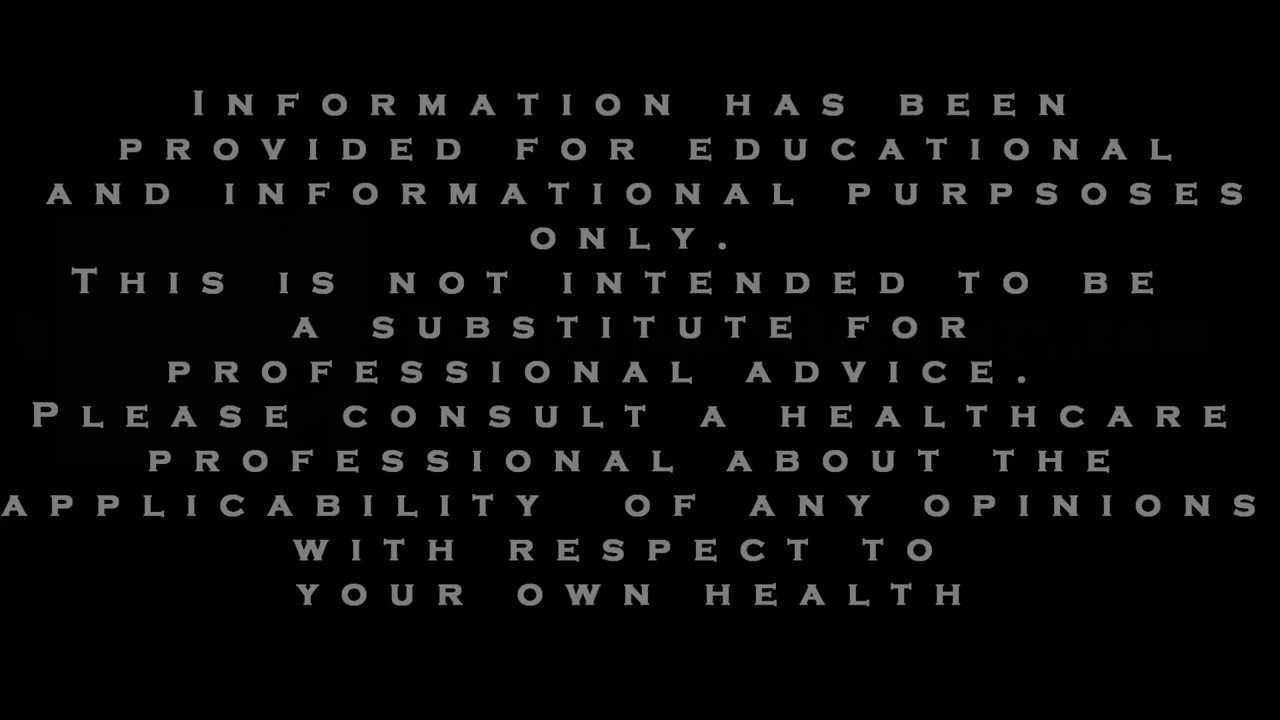 Information has been
provided for educational
and informational purpsoses
only.
This is not intended to be
a substitute for
professional advice.
Please consult a healthcare
professional about the
applicability of any opinions
with respect to
your own health